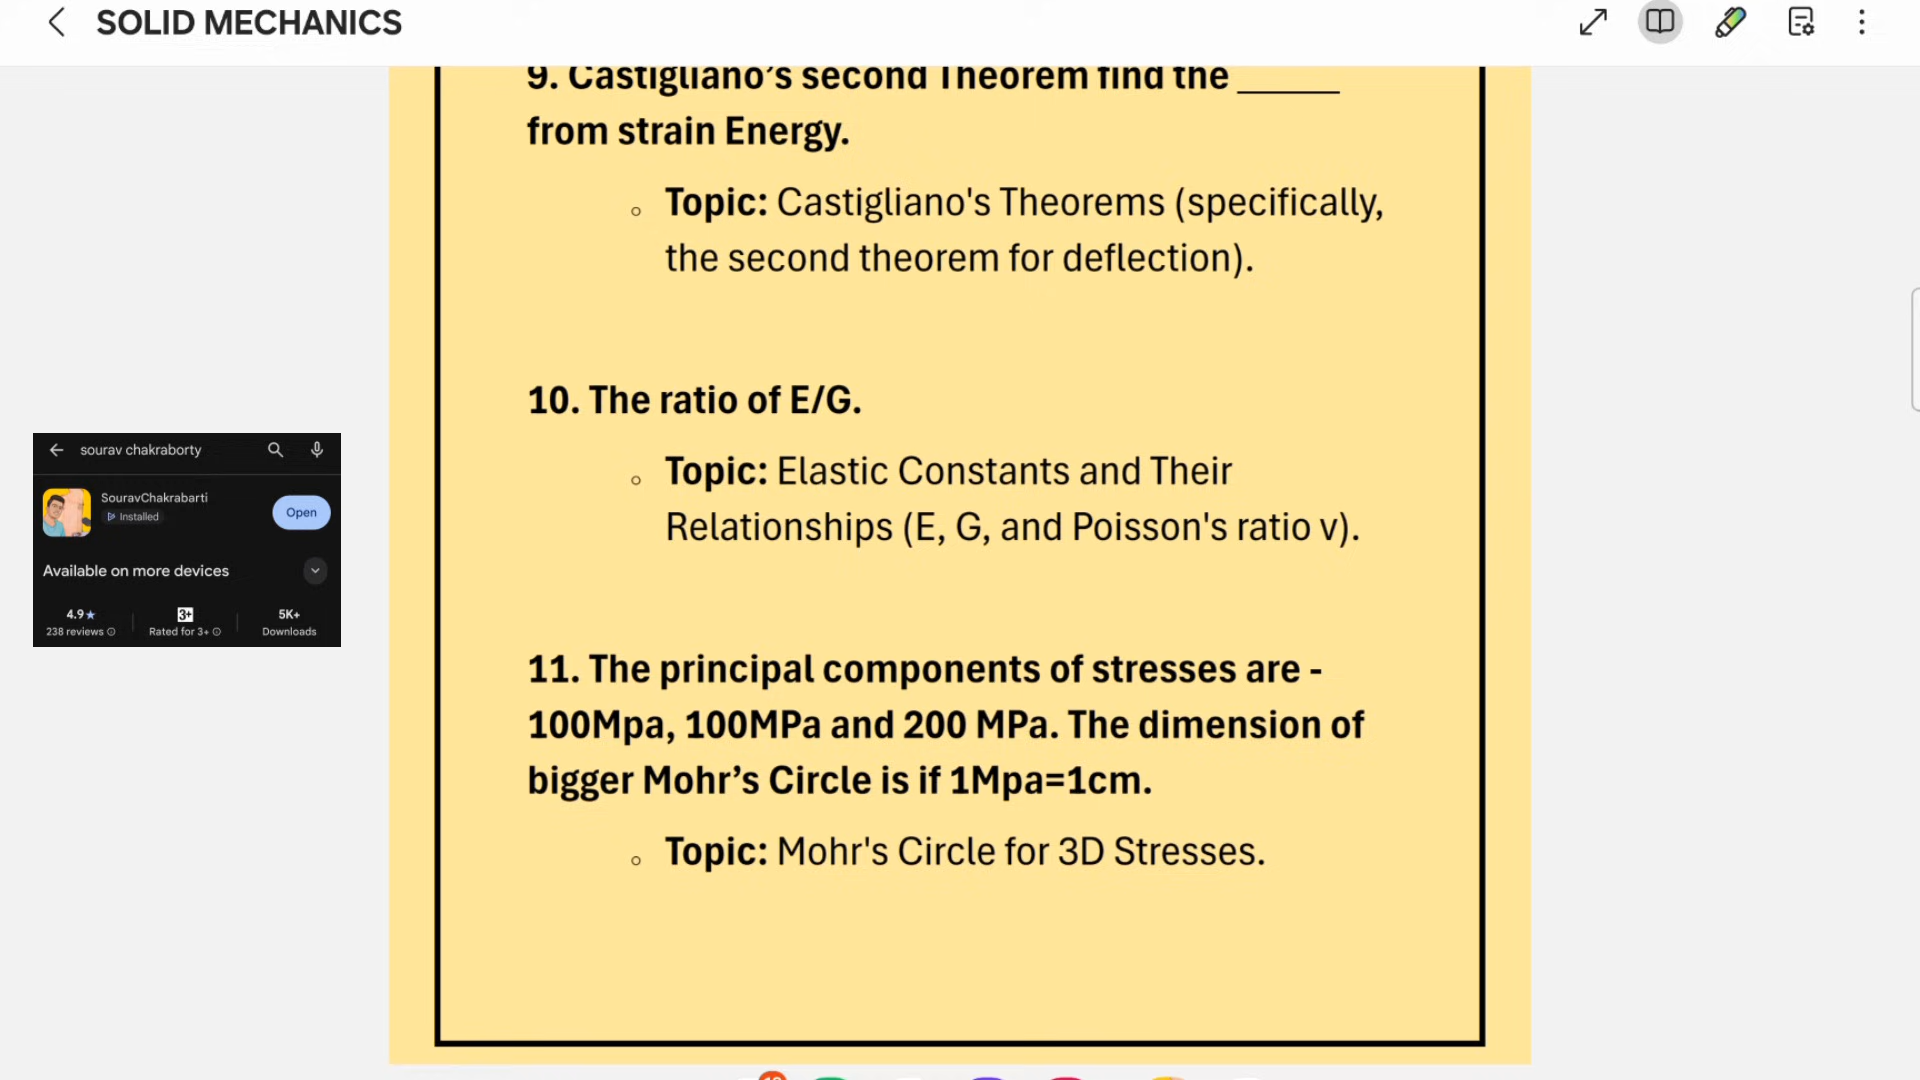 SOLID MECHANICS
9. Castigliano's second Theorem find the _____
from strain Energy.
Topic: Castigliano's Theorems (specifically,
the second theorem for deflection).
10. The ratio of E/G.
Topic: Elastic Constants and Their
Relationships (E, G, and Poisson's ratio v).
11. The principal components of stresses are -
100Mpa, 100MPa and 200 MPa. The dimension of
bigger Mohr’s Circle is if 1Mpa=1cm.
Topic: Mohr's Circle for 3D Stresses.
sourav chakraborty
SouravChakrabarti
Installed
Open
Available on more devices
4.9★ 3+ 5K+
238 reviews Rated for 3+ Downloads